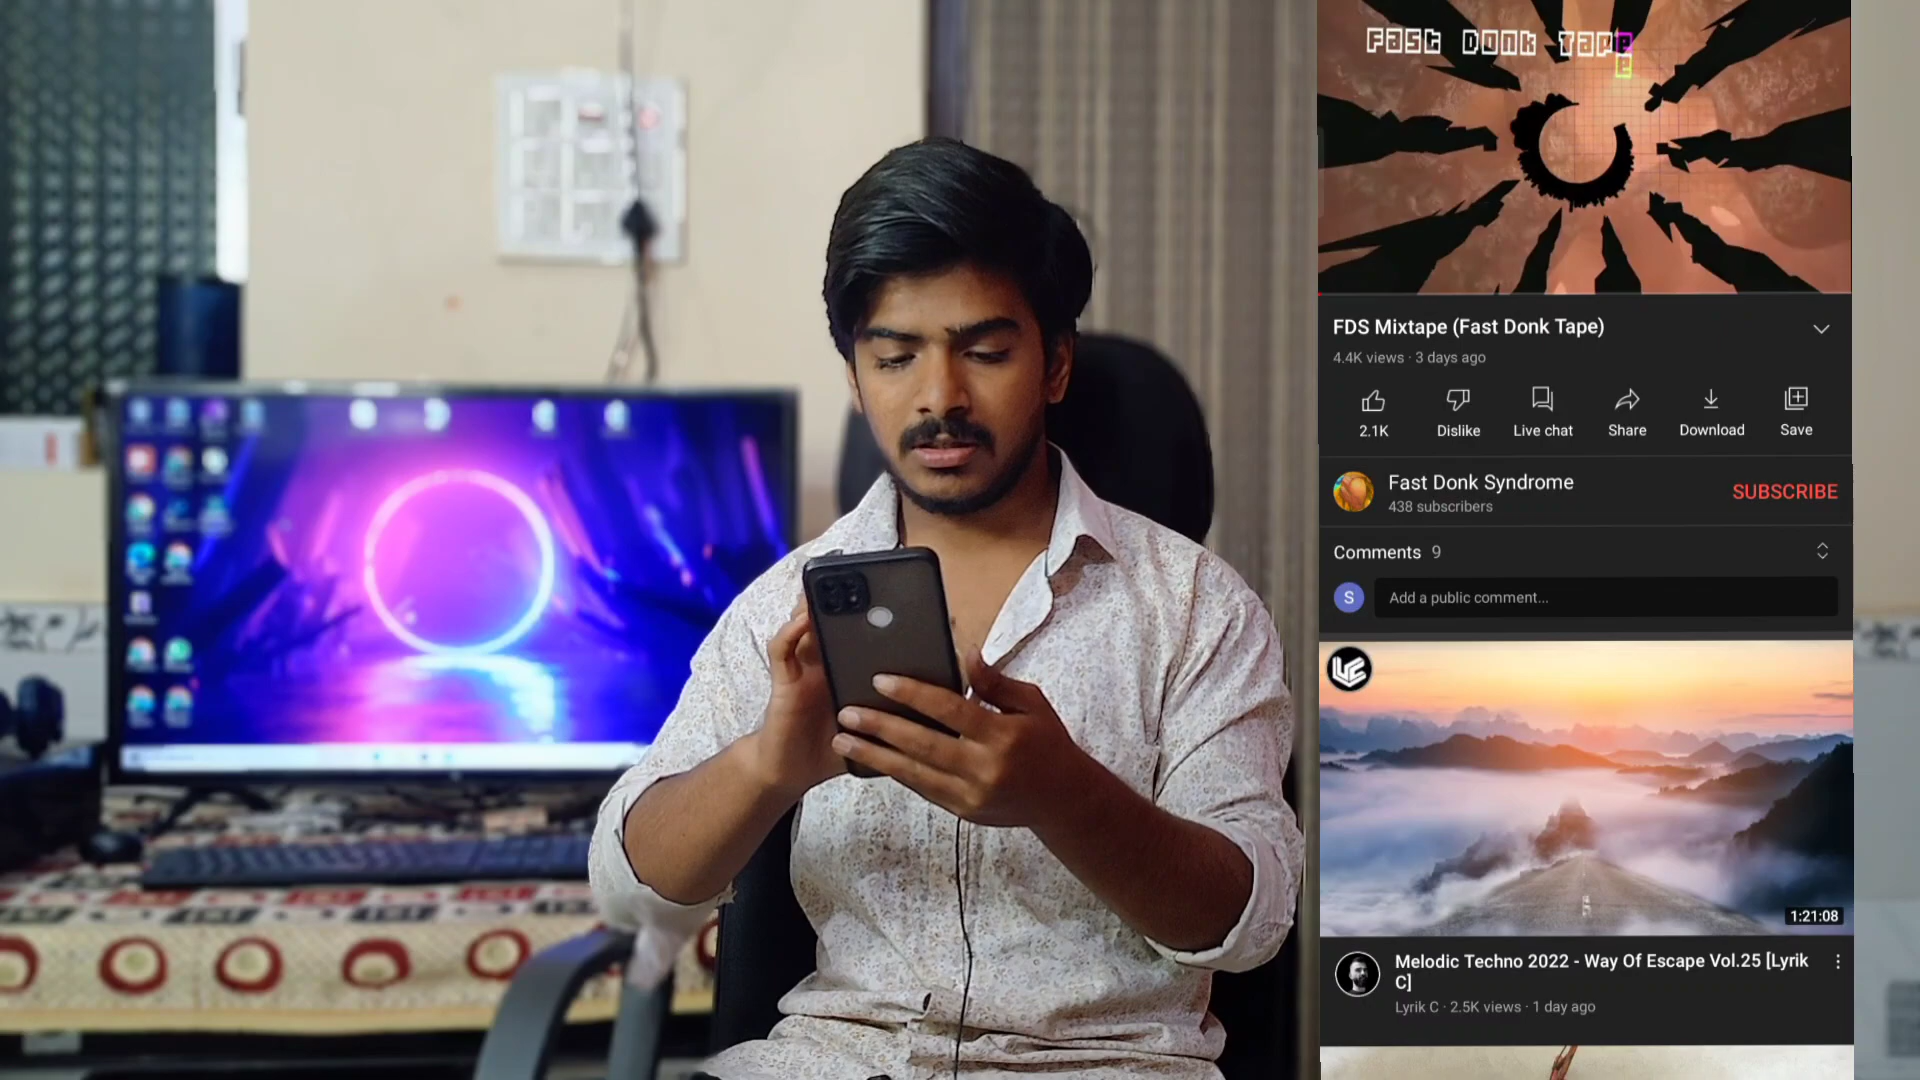 Fast Donk Tape
e
FDS Mixtape (Fast Donk Tape)
4.4K views · 3 days ago
2.1K
Dislike
Live chat
Share
Download
Save
Fast Donk Syndrome
438 subscribers
SUBSCRIBE
Comments 9
S
Add a public comment...
1:21:08
Melodic Techno 2022 - Way Of Escape Vol.25 [Lyrik
C]
Lyrik C · 2.5K views · 1 day ago